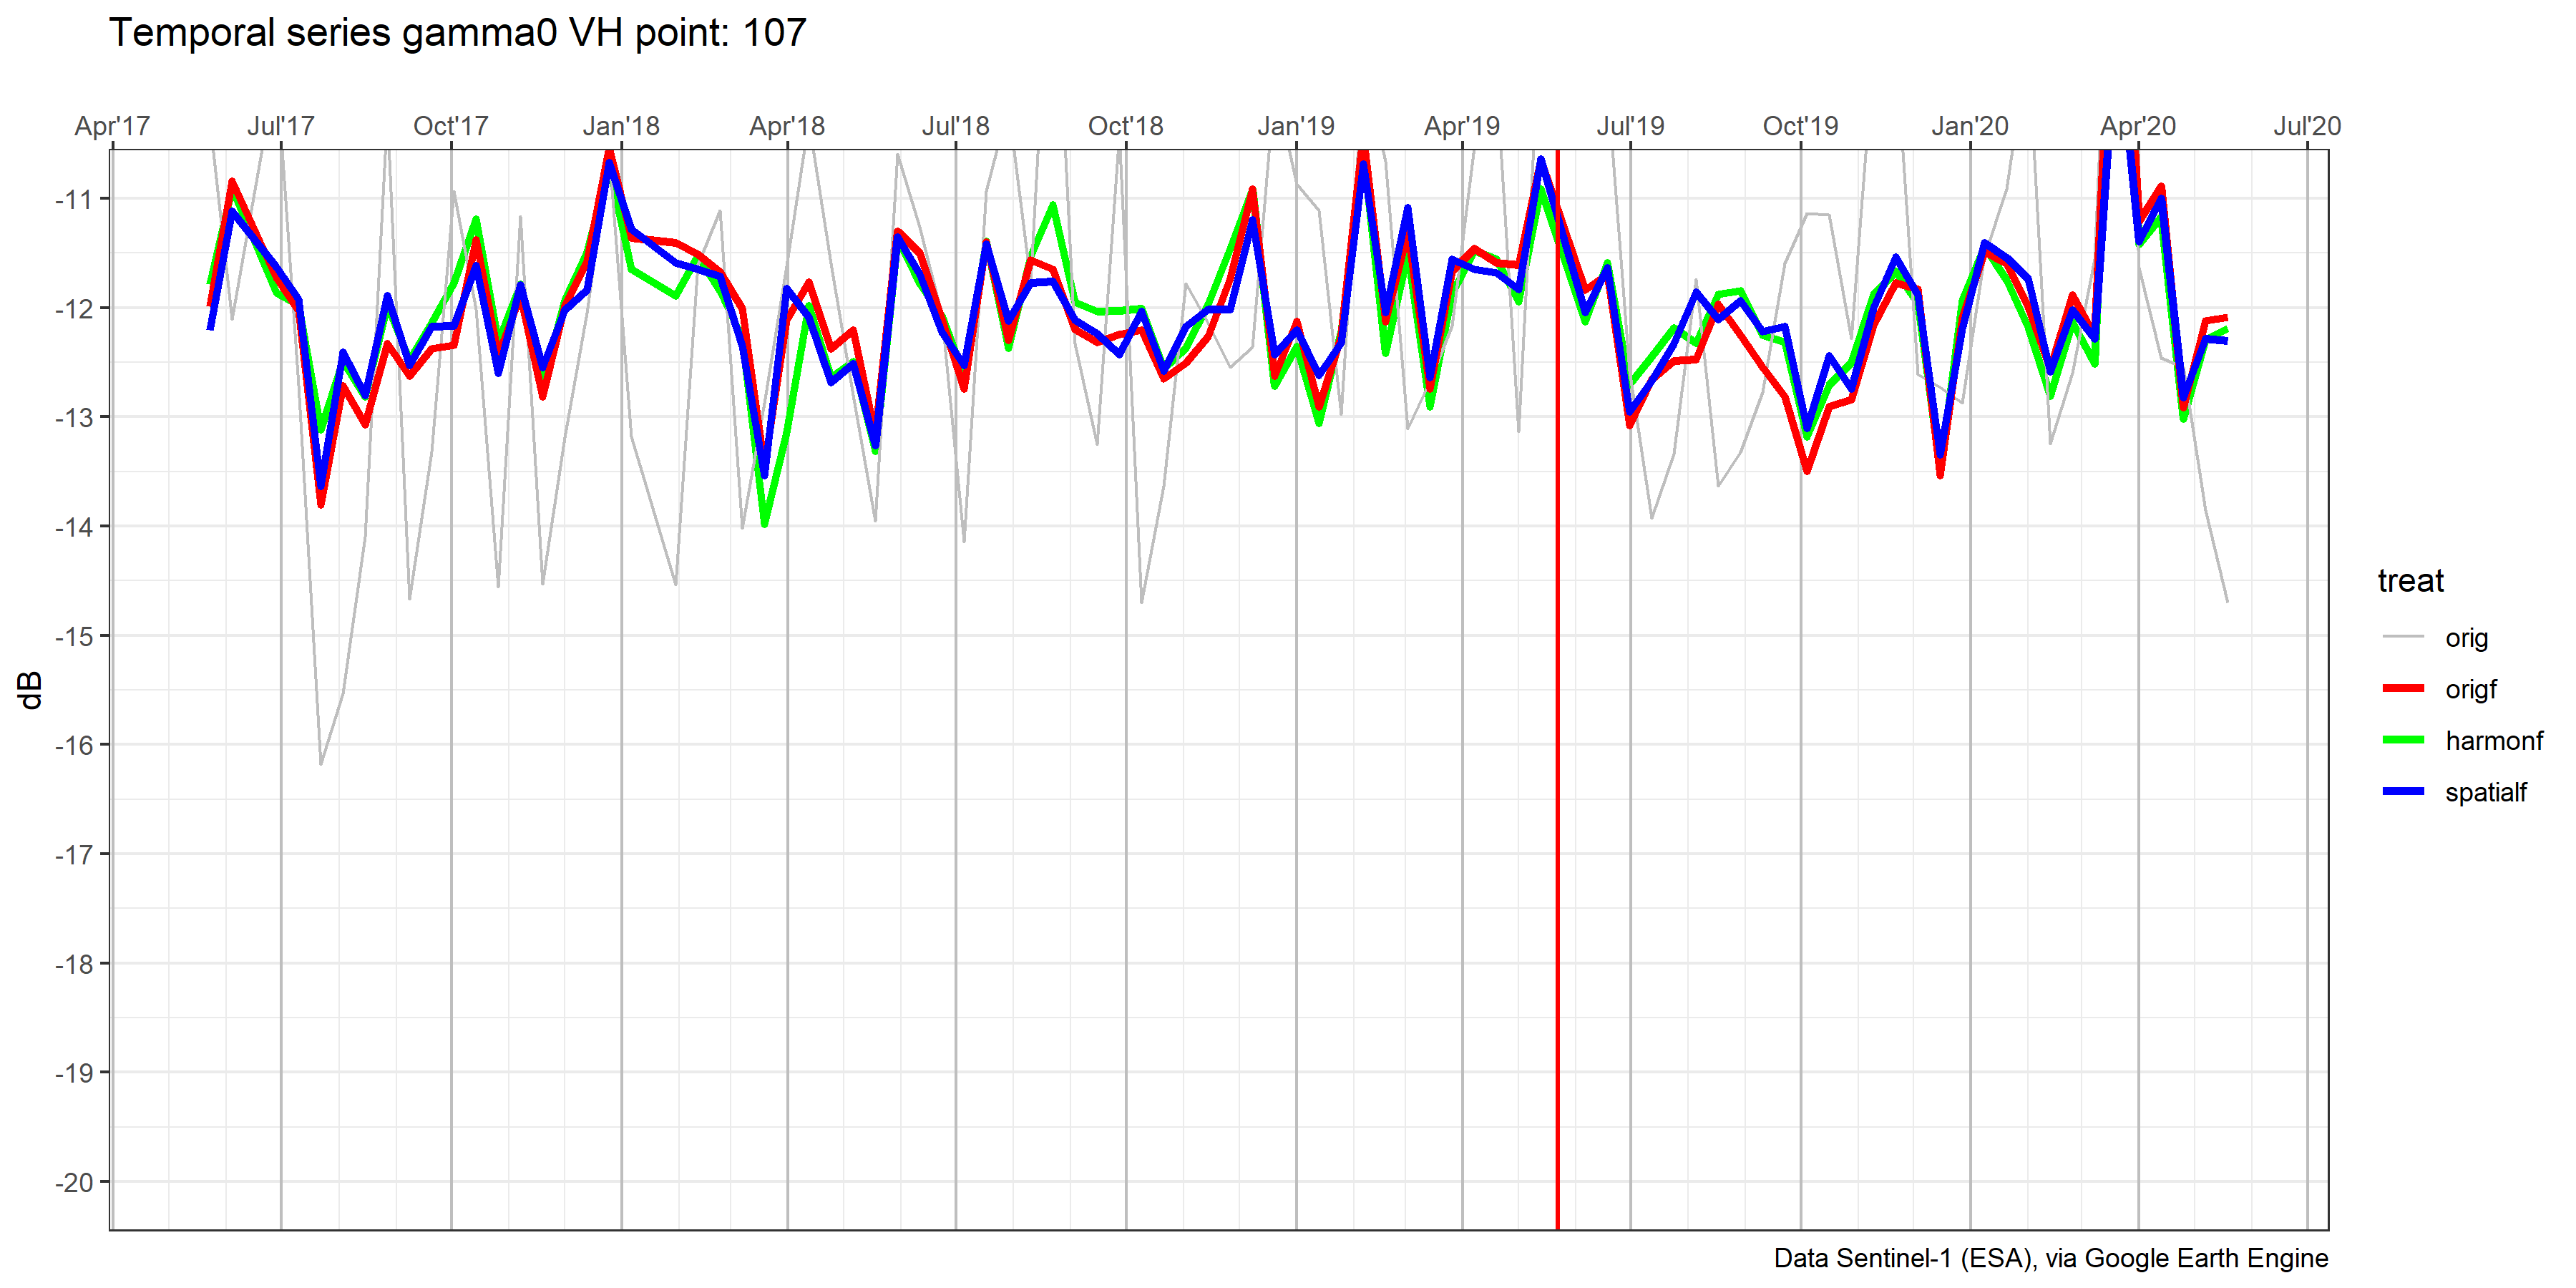 Temporal series gamma0 VH point: 107
Apr'17 Jul'17 Oct'17 Jan'18 Apr'18 Jul'18 Oct'18 Jan'19 Apr'19 Jul'19 Oct'19 Jan'20 Apr'20 Jul'20
-11
-12
-13
-14
-15
-16
-17
-18
-19
-20
dB
treat
orig
origf
harmonf
spatialf
Data Sentinel-1 (ESA), via Google Earth Engine